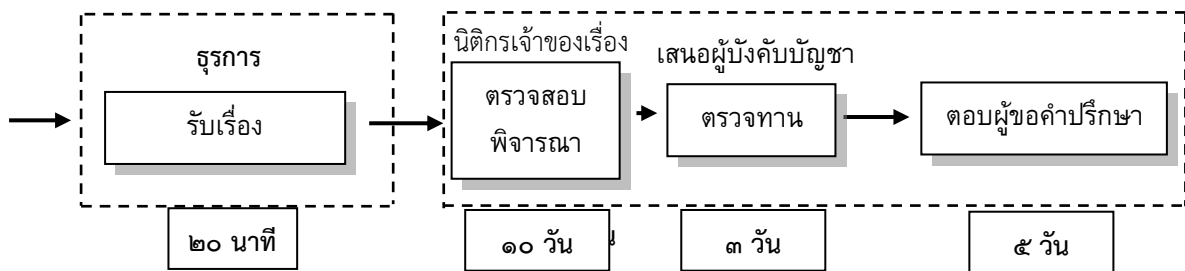 ธุรการ
รับเรื่อง
นิติกรเจ้าของเรื่อง
ตรวจสอบ
พิจารณา
เสนอผู้บังคับบัญชา
ตรวจทาน
ตอบผู้ขอคำปรึกษา
๒๐ นาที
๑๐ วัน
๓ วัน
๕ วัน